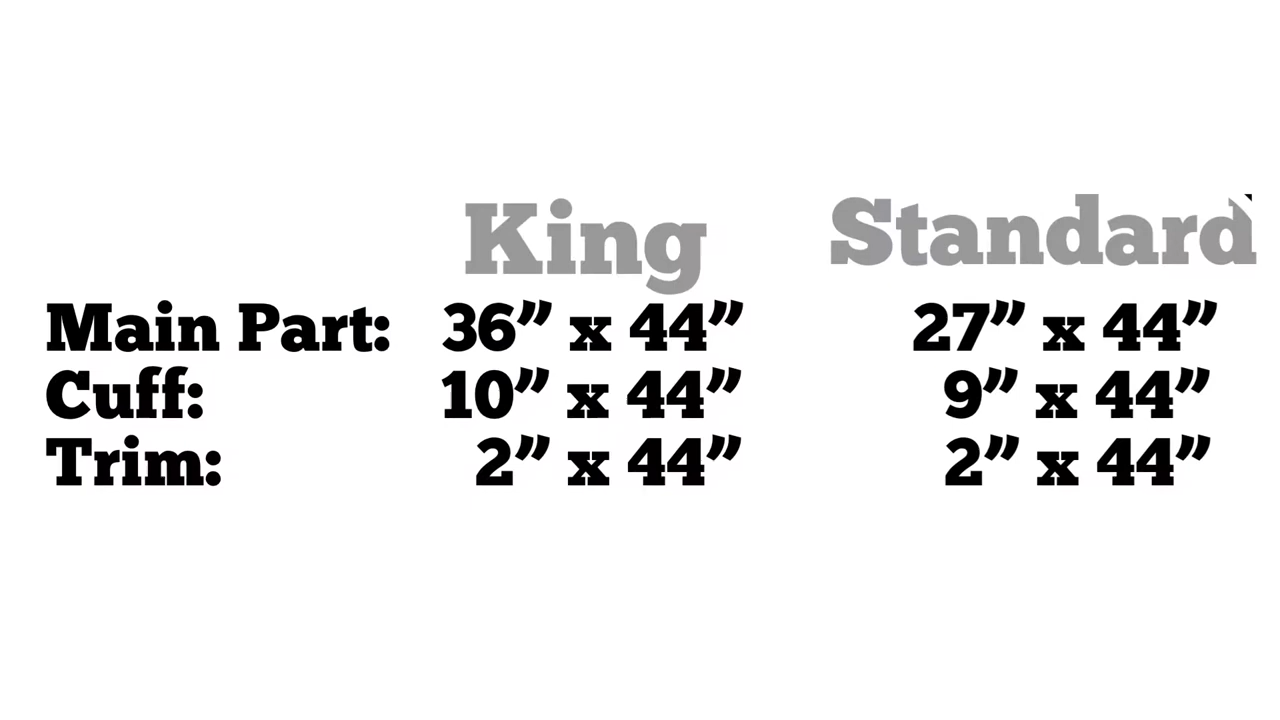 King Standard
Main Part: 36” x 44” 27” x 44”
Cuff: 10” x 44” 9” x 44”
Trim: 2” x 44” 2” x 44”